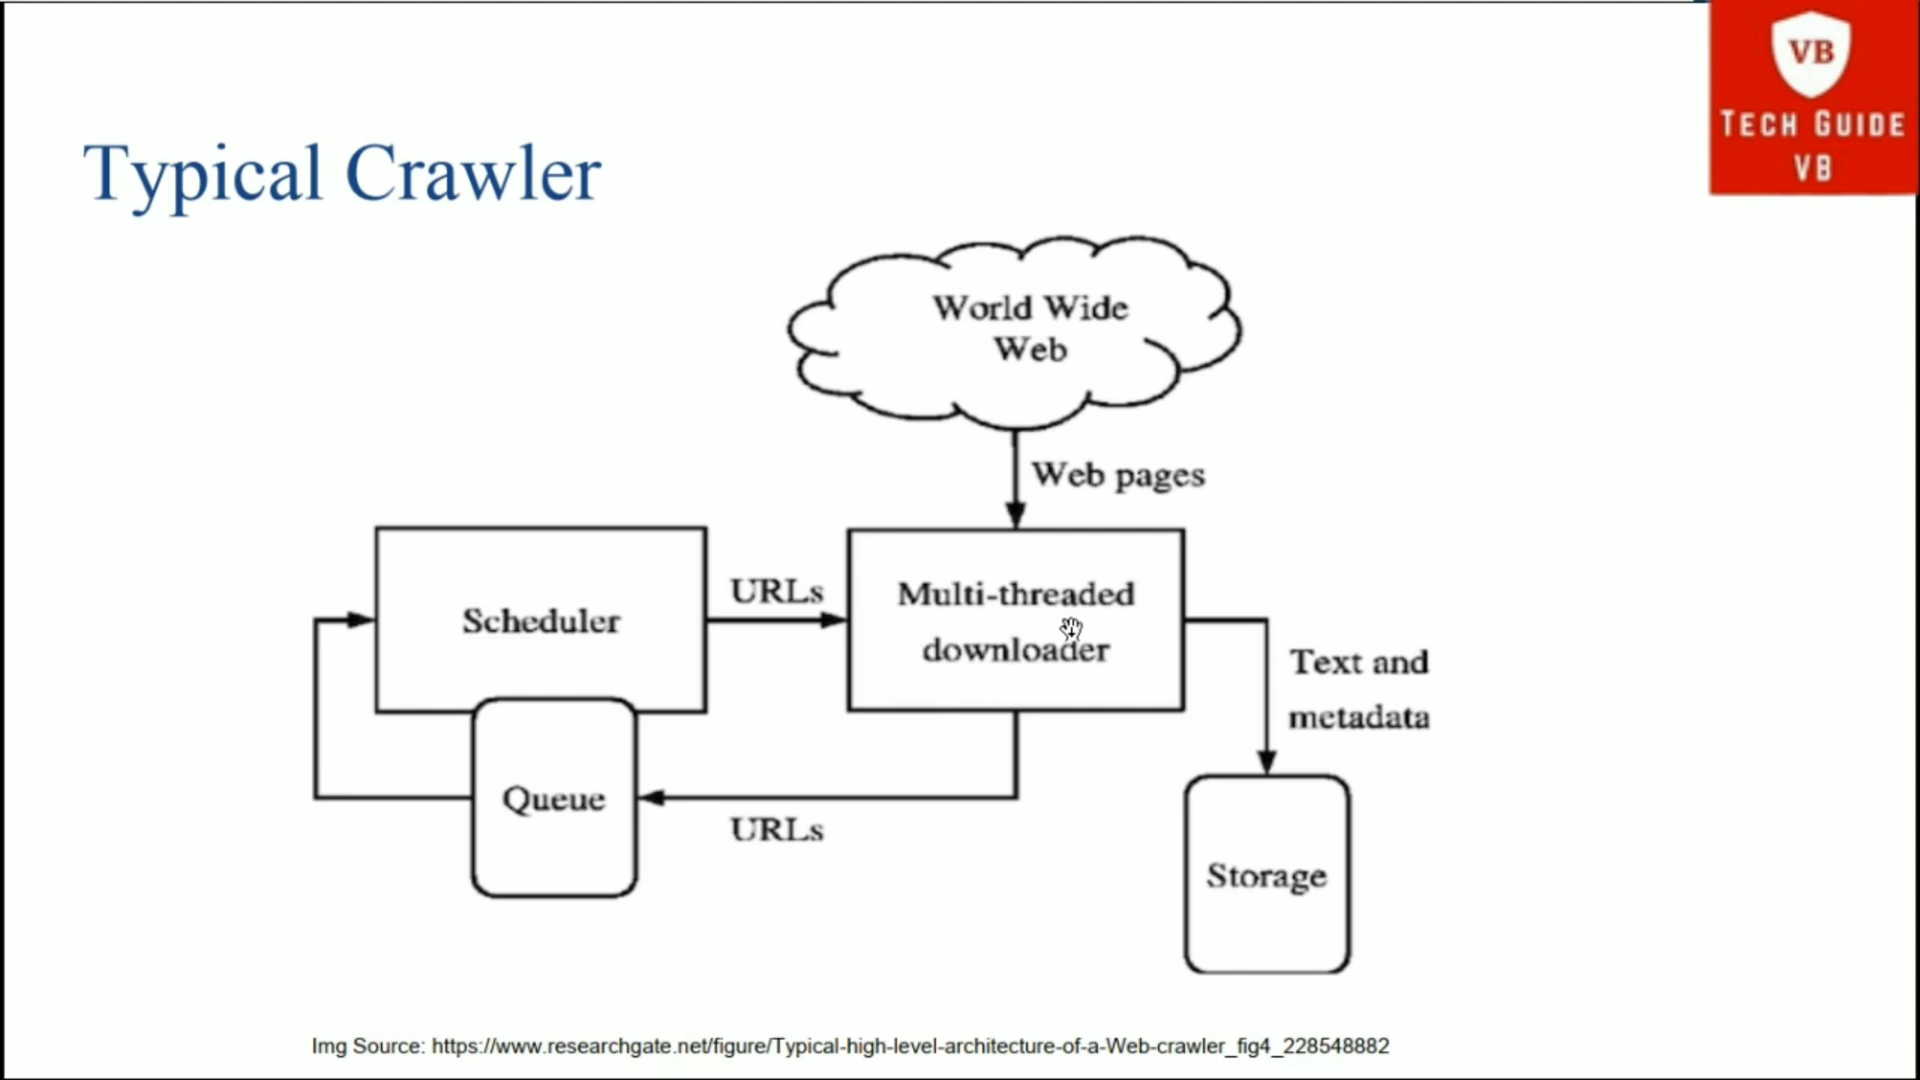 VB
TECH GUIDE
VB
Typical Crawler
World Wide
Web
Web pages
Scheduler
URLs
Multi-threaded
downloader
Text and
metadata
Queue
URLs
Storage
Img Source: https://www.researchgate.net/figure/Typical-high-level-architecture-of-a-Web-crawler_fig4_228548882